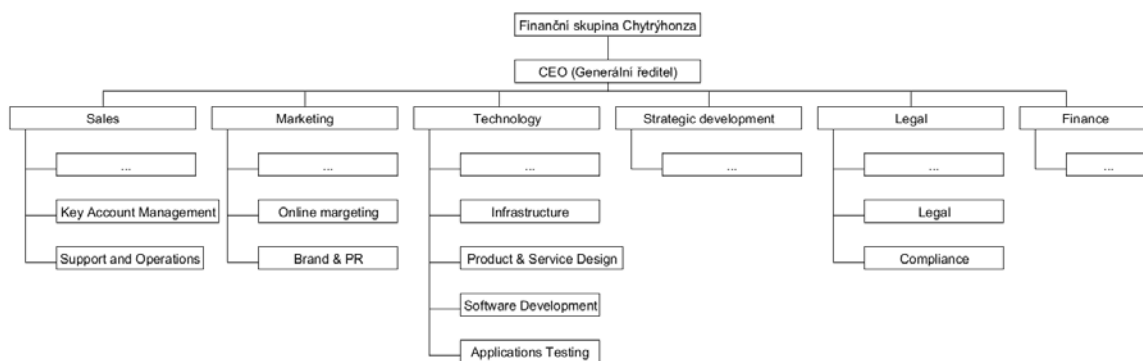 Finanční skupina Chytrýhonza
CEO (Generální ředitel)
Sales
Marketing
Technology
Strategic development
Legal
Finance
...
...
...
...
...
...
Key Account Management
Online margeting
Infrastructure
Legal
Support and Operations
Brand & PR
Product & Service Design
Compliance
Software Development
Applications Testing